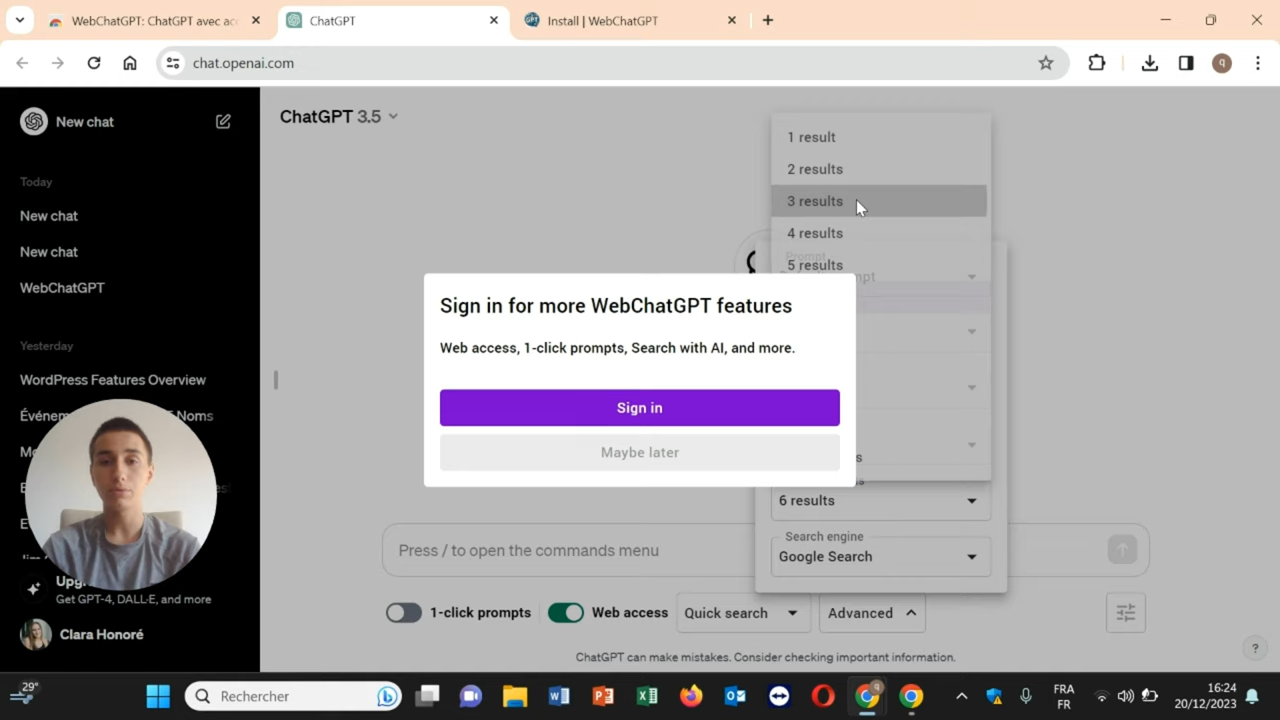 WebChatGPT: ChatGPT avec ac
ChatGPT
Install | WebChatGPT
chat.openai.com
q
New chat
Today
New chat
New chat
WebChatGPT
Yesterday
WordPress Features Overview
Événem
Noms
Mo
Upg
Get GPT-4, DALL·E, and more
Clara Honoré
ChatGPT 3.5
1 result
2 results
3 results
4 results
5 results
Prompt
Sign in for more WebChatGPT features
Web access, 1-click prompts, Search with AI, and more.
Sign in
Maybe later
6 results
Search engine
Google Search
Press / to open the commands menu
1-click prompts
Web access
Quick search
Advanced
ChatGPT can make mistakes. Consider checking important information.
?
29°
Rechercher
FRA
FR
16:24
20/12/2023